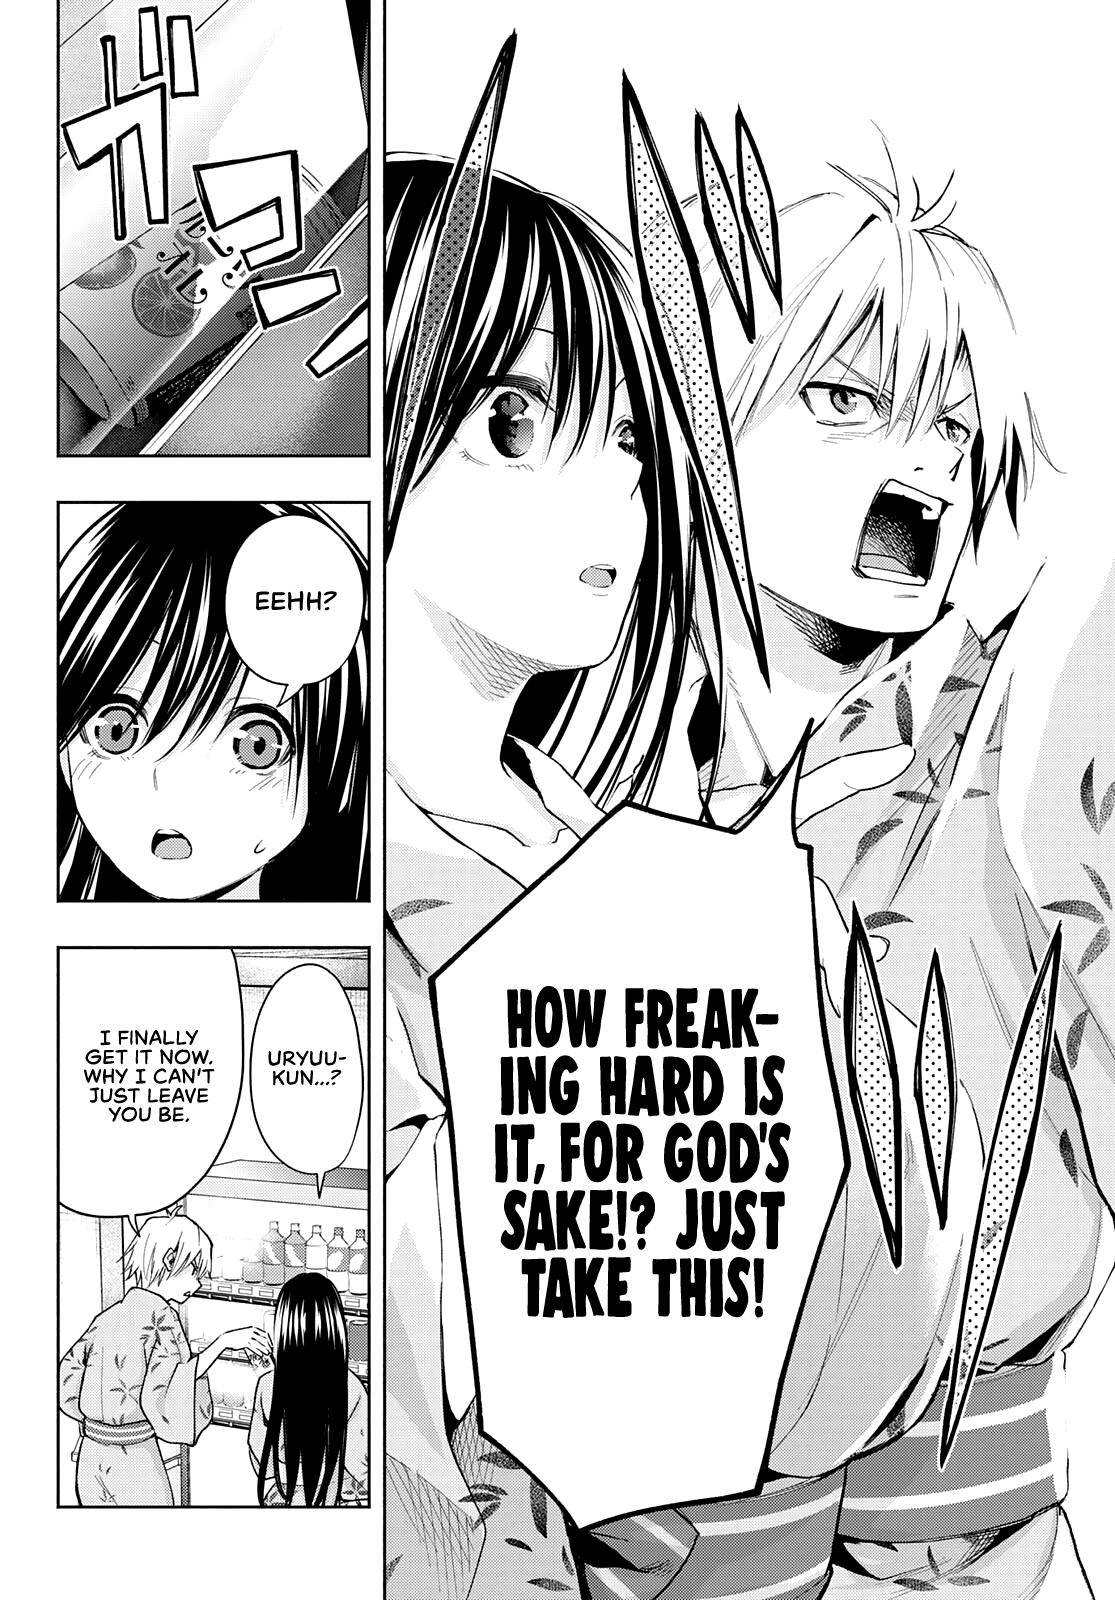 HOW FREAK-
ING HARD IS
IT, FOR GOD'S
SAKE!? JUST
TAKE THIS!
ガコン
EEHH?
URYUU-
KUN...?
I FINALLY
GET IT NOW.
WHY I CAN'T
JUST LEAVE
YOU BE.